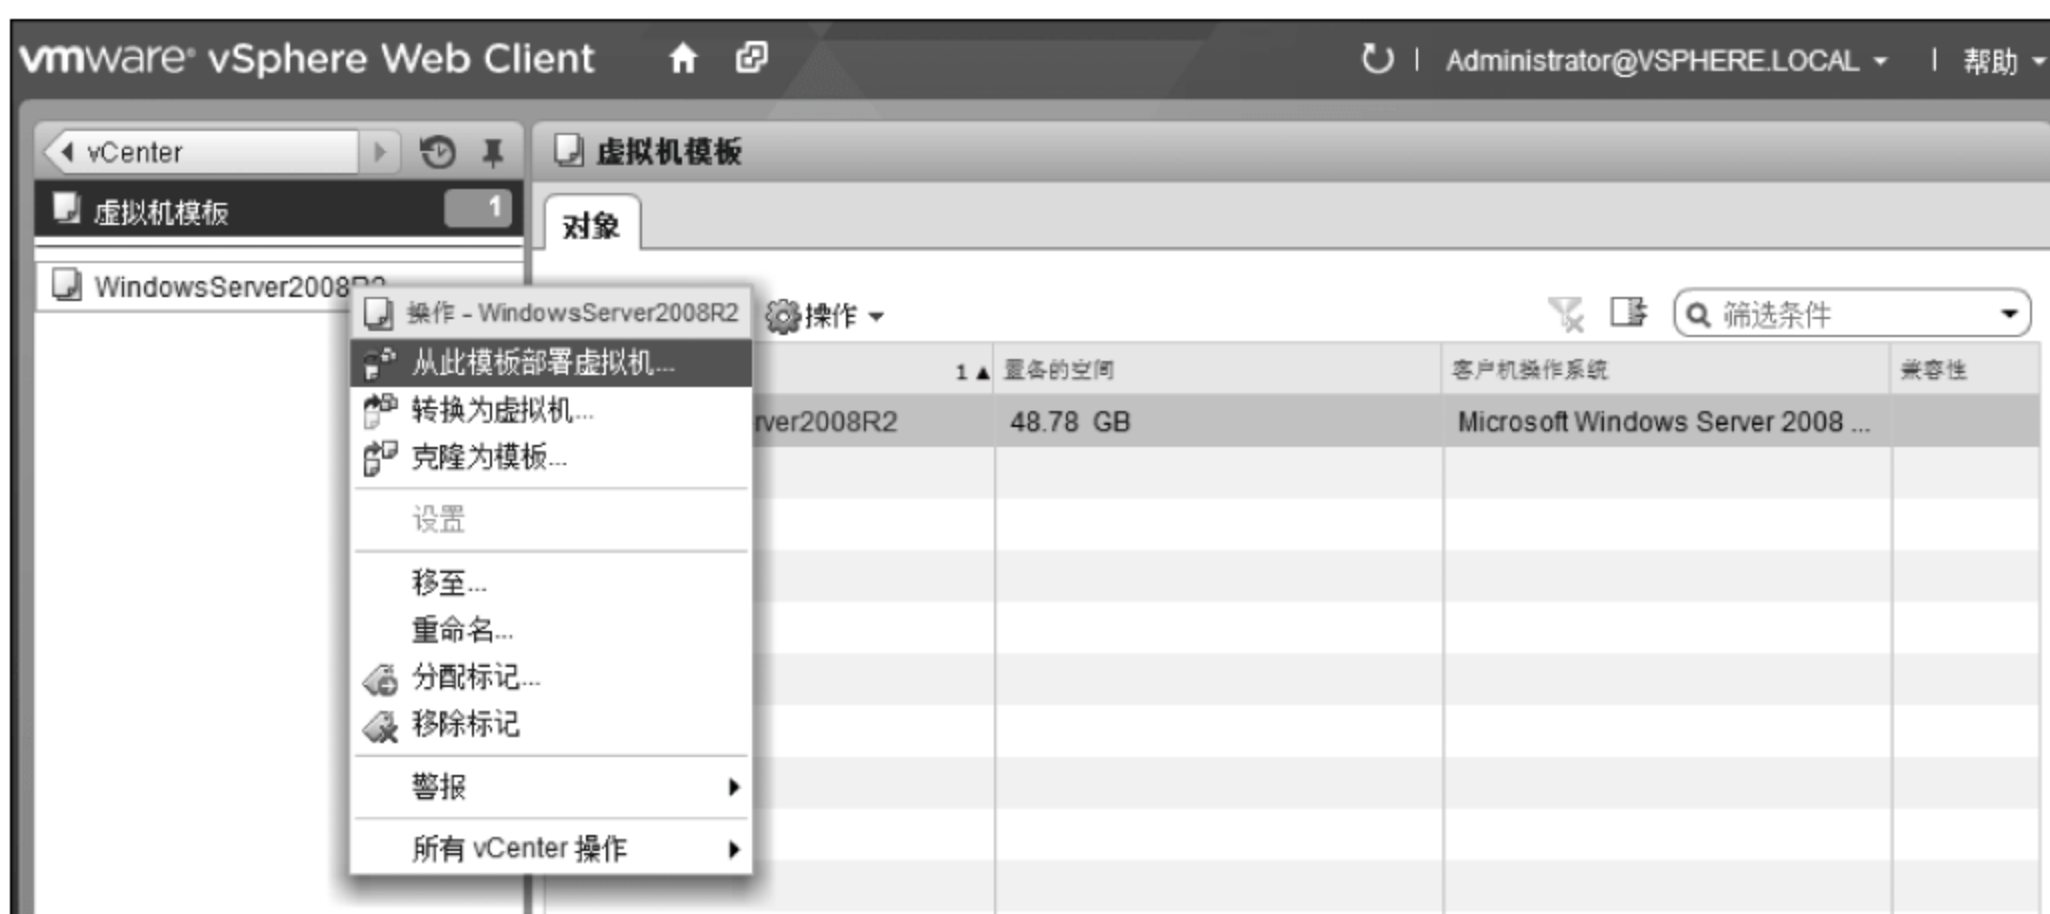 vmware® vSphere Web Client
Administrator@VSPHERE.LOCAL
帮助
vCenter
虚拟机模板
虚拟机模板 1
对象
WindowsServer2008R2
操作 - WindowsServer2008R2
操作
筛选条件
从此模板部署虚拟机...
转换为虚拟机...
克隆为模板...
设置
移至...
重命名...
分配标记...
移除标记
警报
所有 vCenter 操作
1 置备的空间 客户机操作系统 兼容性
rver2008R2 48.78 GB Microsoft Windows Server 2008 ...